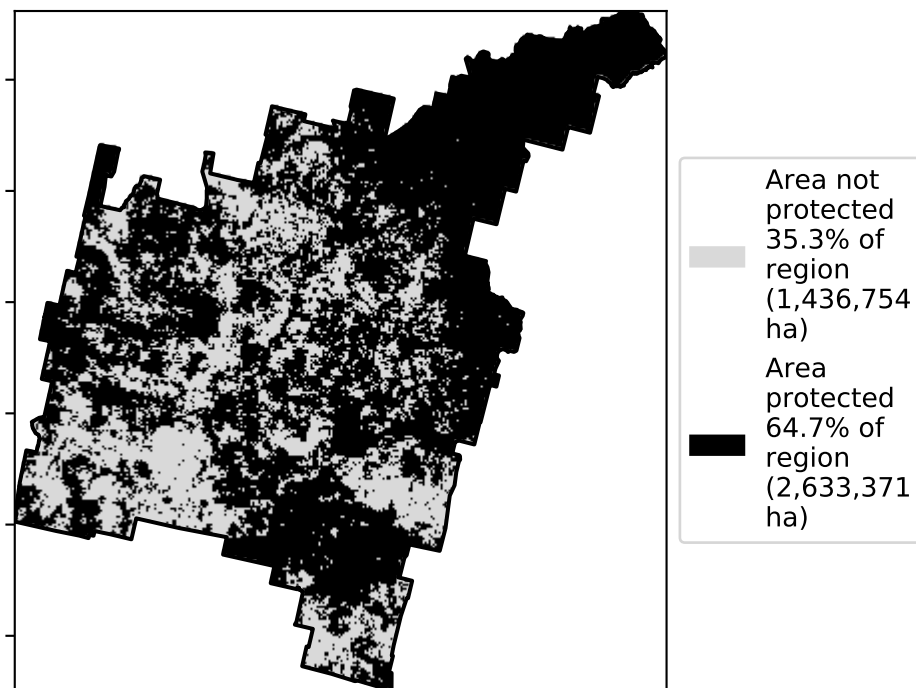 Area not
protected
35.3% of
region
(1,436,754
ha)
Area
protected
64.7% of
region
(2,633,371
ha)